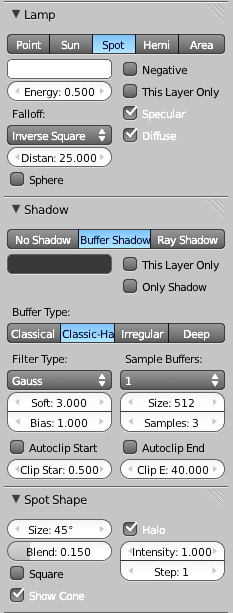 Lamp
Point Sun Spot Hemi Area
Negative
Energy: 0.500 This Layer Only
Falloff: Specular
Inverse Square Diffuse
Distan: 25.000
Sphere
Shadow
No Shadow Buffer Shadow Ray Shadow
This Layer Only
Only Shadow
Buffer Type:
Classical Classic-Ha Irregular Deep
Filter Type: Sample Buffers:
Gauss 1
Soft: 3.000 Size: 512
Bias: 1.000 Samples: 3
Autoclip Start Autoclip End
Clip Star: 0.500 Clip E: 40.000
Spot Shape
Size: 45° Halo
Blend: 0.150 Intensity: 1.000
Square Step: 1
Show Cone